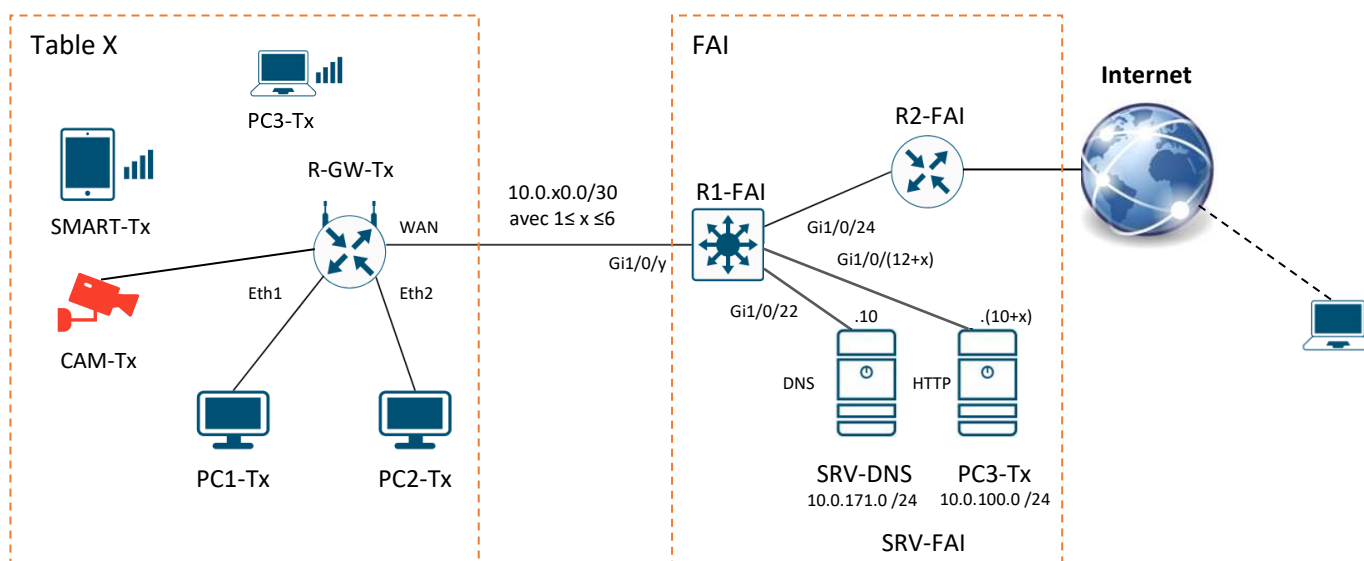 Table X
PC3-Tx
SMART-Tx
R-GW-Tx
WAN
CAM-Tx
Eth1
Eth2
PC1-Tx
PC2-Tx
10.0.x0.0/30
avec 1≤ x ≤6
FAI
R2-FAI
R1-FAI
Gi1/0/y
Gi1/0/24
Gi1/0/(12+x)
Gi1/0/22
.10
.(10+x)
DNS
HTTP
SRV-DNS
10.0.171.0 /24
PC3-Tx
10.0.100.0 /24
SRV-FAI
Internet